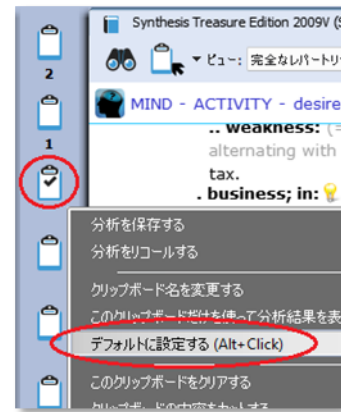 Synthesis Treasure Edition 2009V (S
ビュー: 完全なレパートリ
MIND - ACTIVITY - desire
.. weakness: (=
alternating with
tax.
. business; in:
2
1
分析を保存する
分析をリコールする
クリップボード名を変更する
このクリップボードだけを使って分析結果を表
デフォルトに設定する (Alt+Click)
このクリップボードをクリアする